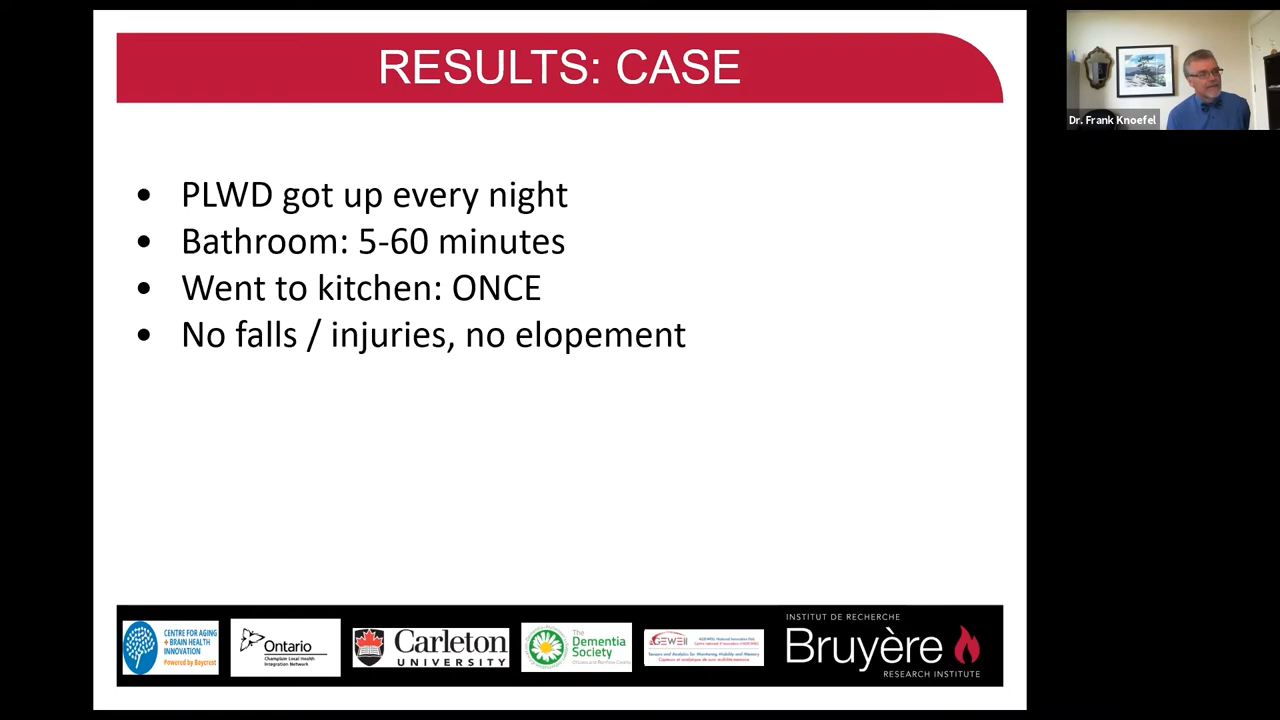 RESULTS: CASE
Dr. Frank Knoefel
• PLWD got up every night
• Bathroom: 5-60 minutes
• Went to kitchen: ONCE
• No falls / injuries, no elopement
CENTRE FOR AGING
+ BRAIN HEALTH
INNOVATION
Powered by Baycrest
Ontario
Champlain Local Health
Integration Network
Carleton
UNIVERSITY
The
Dementia
Society
INSTITUT DE RECHERCHE
Bruyère
RESEARCH INSTITUTE